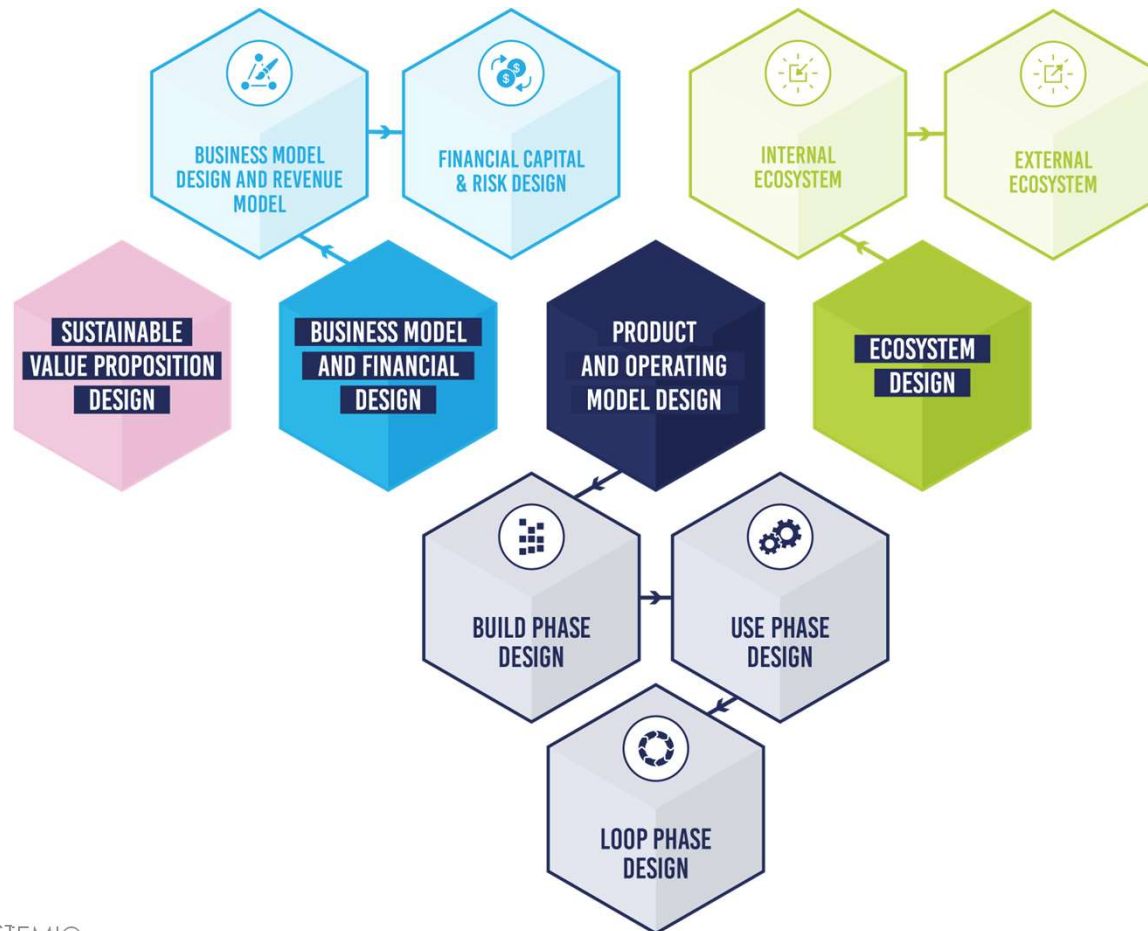 BUSINESS MODEL
DESIGN AND REVENUE
MODEL
FINANCIAL CAPITAL
& RISK DESIGN
INTERNAL
ECOSYSTEM
EXTERNAL
ECOSYSTEM
SUSTAINABLE
VALUE PROPOSITION
DESIGN
BUSINESS MODEL
AND FINANCIAL
DESIGN
PRODUCT
AND OPERATING
MODEL DESIGN
ECOSYSTEM
DESIGN
BUILD PHASE
DESIGN
USE PHASE
DESIGN
LOOP PHASE
DESIGN